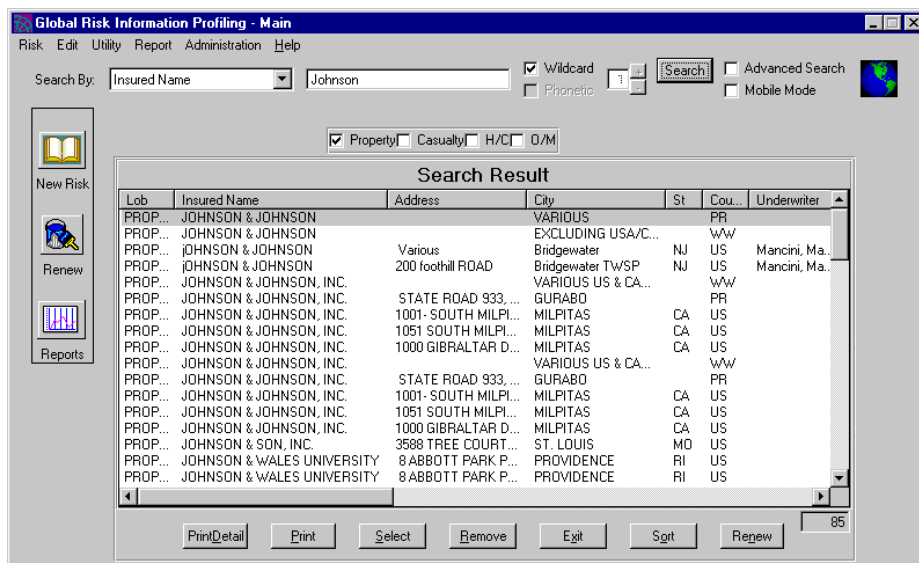 Global Risk Information Profiling - Main
Risk Edit Utility Report Administration Help
Search By: Insured Name Johnson Wildcard Phonetic 1 + - Search Advanced Search Mobile Mode
Property Casualty H/C O/M
New Risk
Renew
Reports
Search Result
Lob Insured Name Address City St Cou... Underwriter
PROP... JOHNSON & JOHNSON VARIOUS PR
PROP... JOHNSON & JOHNSON EXCLUDING USA/C... WW
PROP... jOHNSON & JOHNSON Various Bridgewater NJ US Mancini, Ma..
PROP... jOHNSON & JOHNSON 200 foothill ROAD Bridgewater TWSP NJ US Mancini, Ma..
PROP... JOHNSON & JOHNSON, INC. VARIOUS US & CA... WW
PROP... JOHNSON & JOHNSON, INC. STATE ROAD 933, ... GURABO PR
PROP... JOHNSON & JOHNSON, INC. 1001- SOUTH MILPI... MILPITAS CA US
PROP... JOHNSON & JOHNSON, INC. 1051 SOUTH MILPI... MILPITAS CA US
PROP... JOHNSON & JOHNSON, INC. 1000 GIBRALTAR D... MILPITAS CA US
PROP... JOHNSON & JOHNSON, INC. VARIOUS US & CA... WW
PROP... JOHNSON & JOHNSON, INC. STATE ROAD 933, ... GURABO PR
PROP... JOHNSON & JOHNSON, INC. 1001- SOUTH MILPI... MILPITAS CA US
PROP... JOHNSON & JOHNSON, INC. 1051 SOUTH MILPI... MILPITAS CA US
PROP... JOHNSON & JOHNSON, INC. 1000 GIBRALTAR D... MILPITAS CA US
PROP... JOHNSON & SON, INC. 3588 TREE COURT... ST. LOUIS MO US
PROP... JOHNSON & WALES UNIVERSITY 8 ABBOTT PARK P... PROVIDENCE RI US
PROP... JOHNSON & WALES UNIVERSITY 8 ABBOTT PARK P... PROVIDENCE RI US
85
PrintDetail Print Select Remove Exit Sort Renew